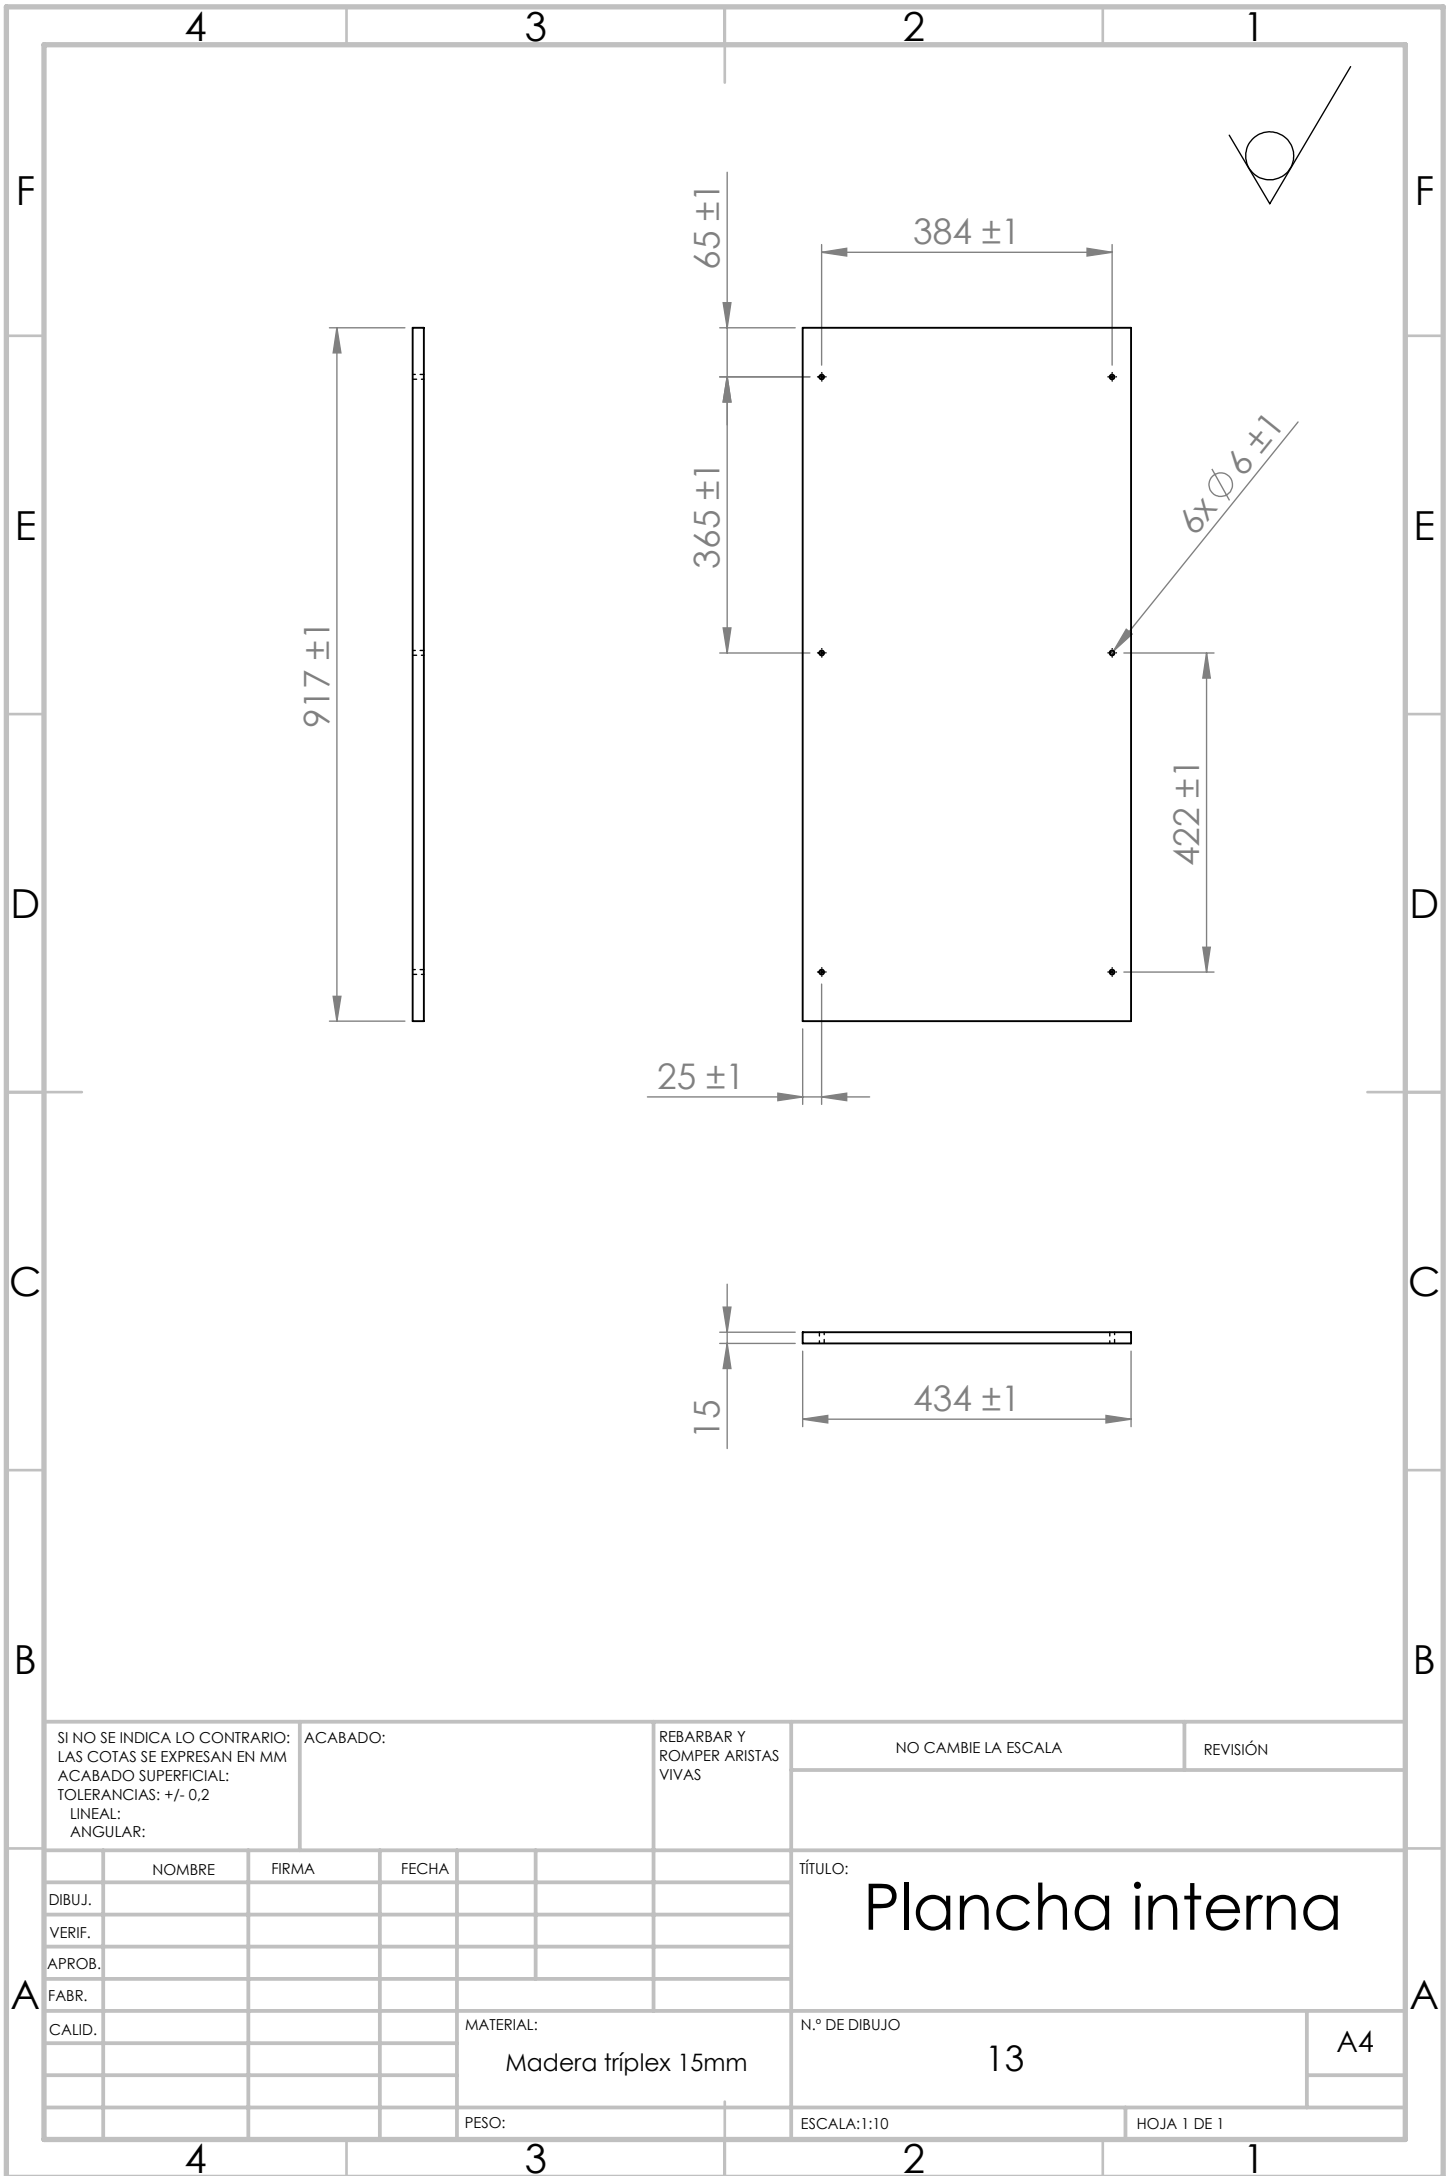 4 3 2 1
F F
65 ±1
384 ±1
E E
365 ±1
6x ∅ 6 ±1
917 ±1
422 ±1
D D
25 ±1
C C
15
434 ±1
B B
SI NO SE INDICA LO CONTRARIO:
LAS COTAS SE EXPRESAN EN MM
ACABADO SUPERFICIAL:
TOLERANCIAS: +/- 0,2
LINEAL:
ANGULAR:
ACABADO:
REBARBAR Y
ROMPER ARISTAS
VIVAS
NO CAMBIE LA ESCALA
REVISIÓN
NOMBRE FIRMA FECHA
DIBUJ.
VERIF.
APROB.
FABR.
CALID.
TÍTULO:
Plancha interna
A A
MATERIAL:
Madera tríplex 15mm
N.º DE DIBUJO
13
A4
PESO:
ESCALA:1:10
HOJA 1 DE 1
4 3 2 1